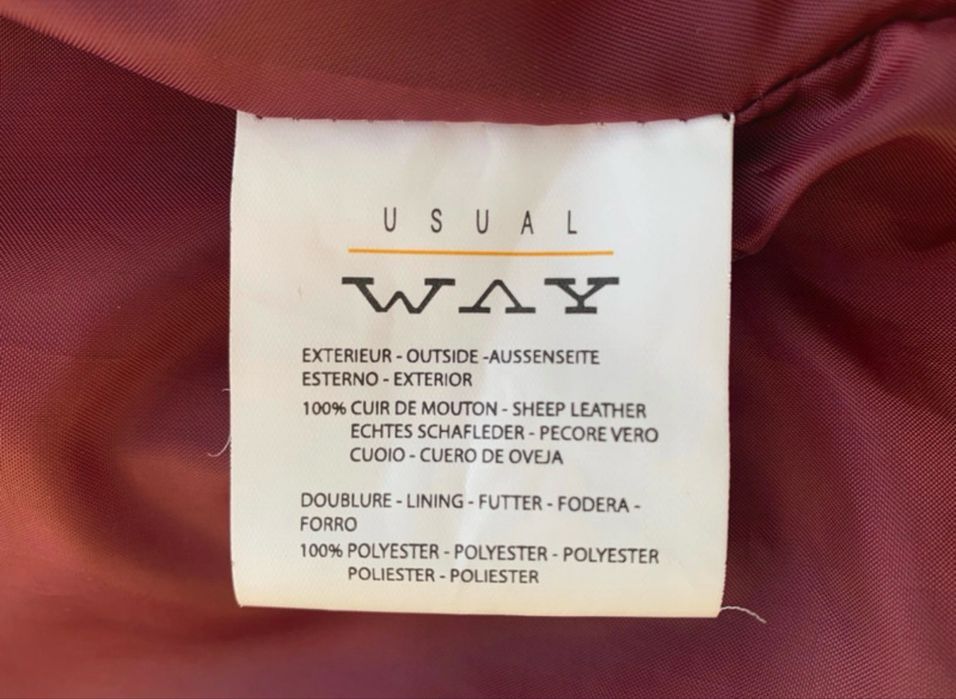 USUAL
WAY
EXTERIEUR - OUTSIDE -AUSSENSEITE
ESTERNO - EXTERIOR
100% CUIR DE MOUTON - SHEEP LEATHER
ECHTES SCHAFLEDER - PECORE VERO
CUOIO - CUERO DE OVEJA
DOUBLURE - LINING - FUTTER - FODERA -
FORRO
100% POLYESTER - POLYESTER - POLYESTER
POLIESTER - POLIESTER